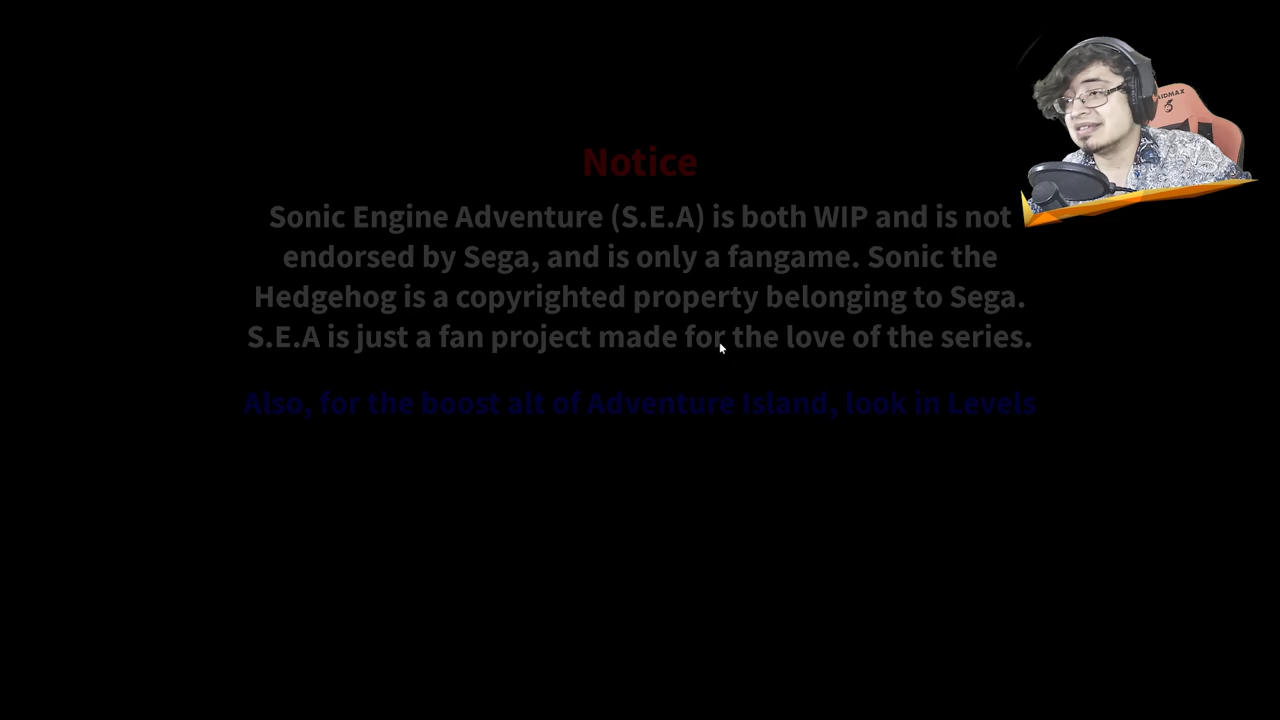 Notice
Sonic Engine Adventure (S.E.A) is both WIP and is not
endorsed by Sega, and is only a fangame. Sonic the
Hedgehog is a copyrighted property belonging to Sega.
S.E.A is just a fan project made for the love of the series.
Also, for the boost alt of Adventure Island, look in Levels